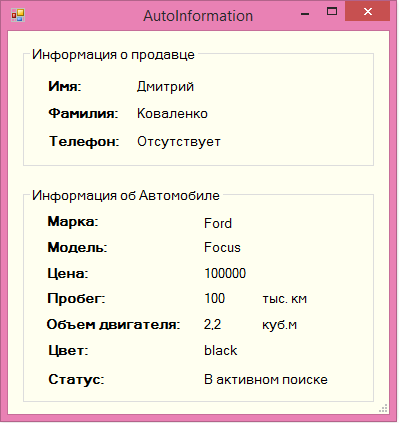 AutoInformation
Информация о продавце
Имя: Дмитрий
Фамилия: Коваленко
Телефон: Отсутствует
Информация об Автомобиле
Марка: Ford
Модель: Focus
Цена: 100000
Пробег: 100 тыс. км
Объем двигателя: 2,2 куб.м
Цвет: black
Статус: В активном поиске